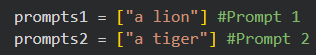 prompts1 = ["a lion"] #Prompt 1
prompts2 = ["a tiger"] #Prompt 2